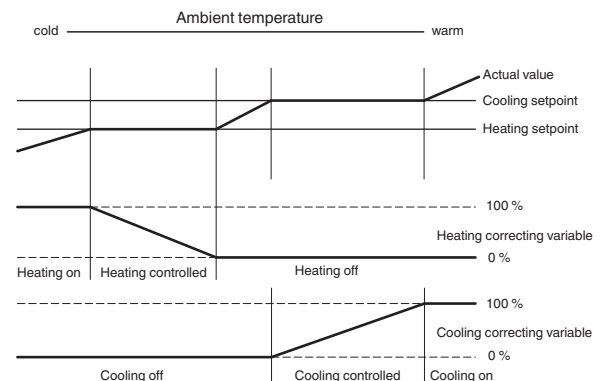 Ambient temperature
cold
warm
Actual value
Cooling setpoint
Heating setpoint
100 %
Heating correcting variable
0 %
Heating on
Heating controlled
Heating off
100 %
Cooling correcting variable
0 %
Cooling off
Cooling controlled
Cooling on